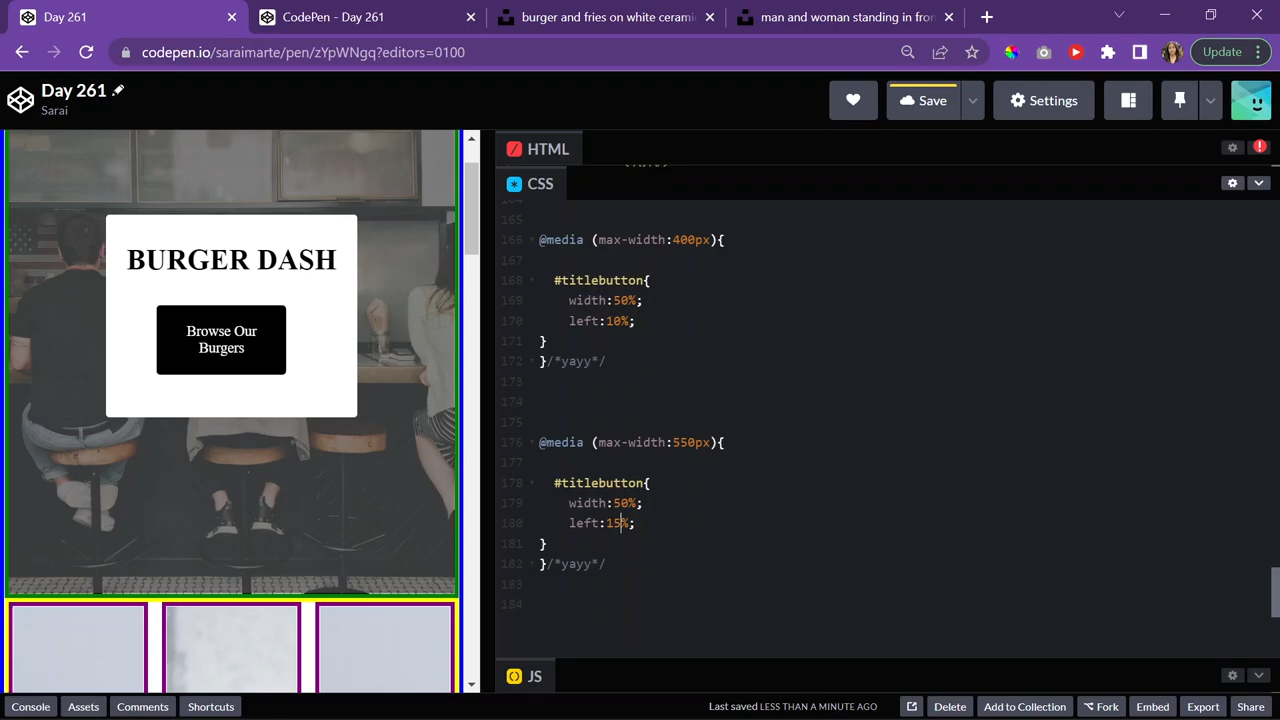 Day 261
CodePen - Day 261
burger and fries on white cerami
man and woman standing in fron
codepen.io/saraimarte/pen/zYpWNgq?editors=0100
Update
Day 261
Sarai
Save
Settings
HTML
CSS
BURGER DASH
Browse Our
Burgers
165
166 @media (max-width:400px){
167
168 #titlebutton{
169 width:50%;
170 left:10%;
171 }
172 }/*yayy*/
173
174
175
176 @media (max-width:550px){
177
178 #titlebutton{
179 width:50%;
180 left:15%;
181 }
182 }/*yayy*/
183
184
JS
Console
Assets
Comments
Shortcuts
Last saved LESS THAN A MINUTE AGO
Delete
Add to Collection
Fork
Embed
Export
Share